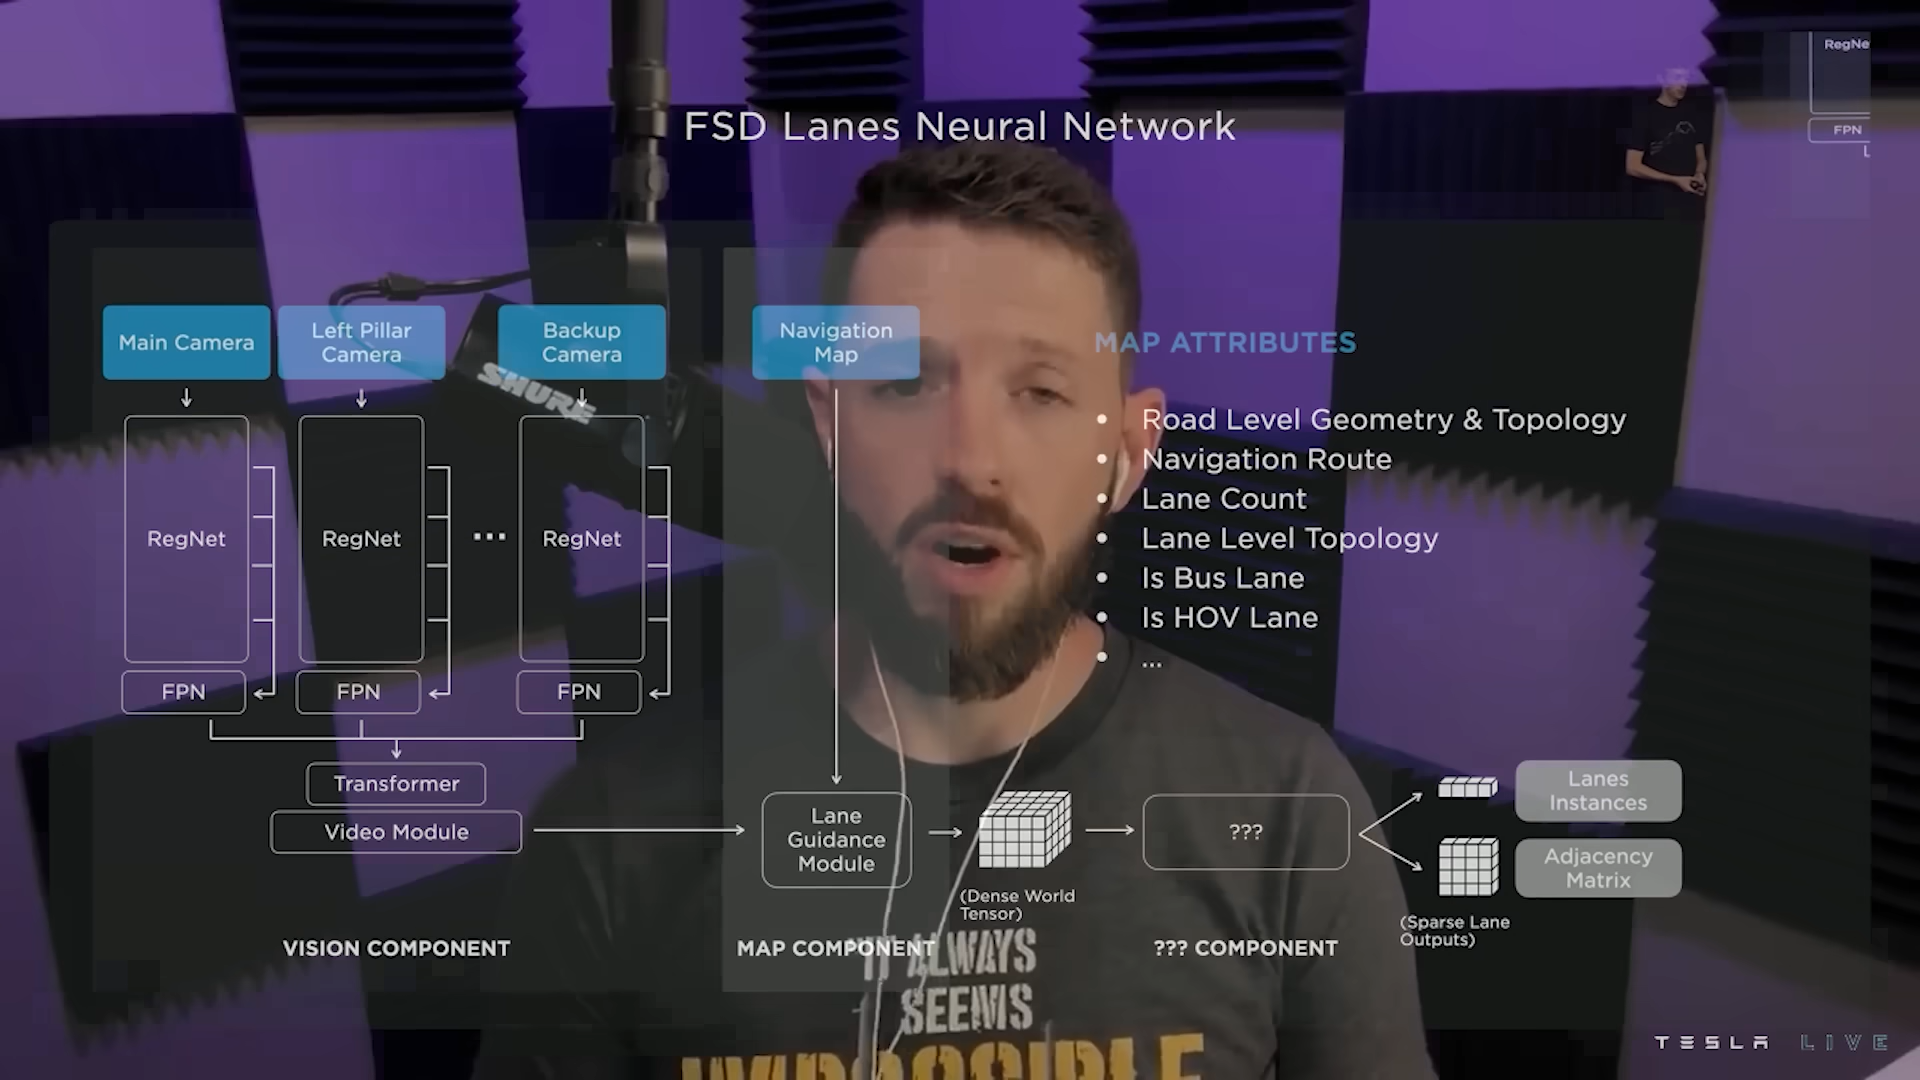 FSD Lanes Neural Network
RegNe
FPN
L
Main Camera
Left Pillar
Camera
Backup
Camera
Navigation
Map
MAP ATTRIBUTES
• Road Level Geometry & Topology
• Navigation Route
• Lane Count
• Lane Level Topology
• Is Bus Lane
• Is HOV Lane
• ...
SHURE
RegNet
RegNet
...
RegNet
FPN
FPN
FPN
Transformer
Video Module
Lane
Guidance
Module
(Dense World
Tensor)
???
Lanes
Instances
Adjacency
Matrix
(Sparse Lane
Outputs)
VISION COMPONENT
MAP COMPONENT
??? COMPONENT
IT ALWAYS
SEEMS
IMPOSSIBLE
TESLA LIVE